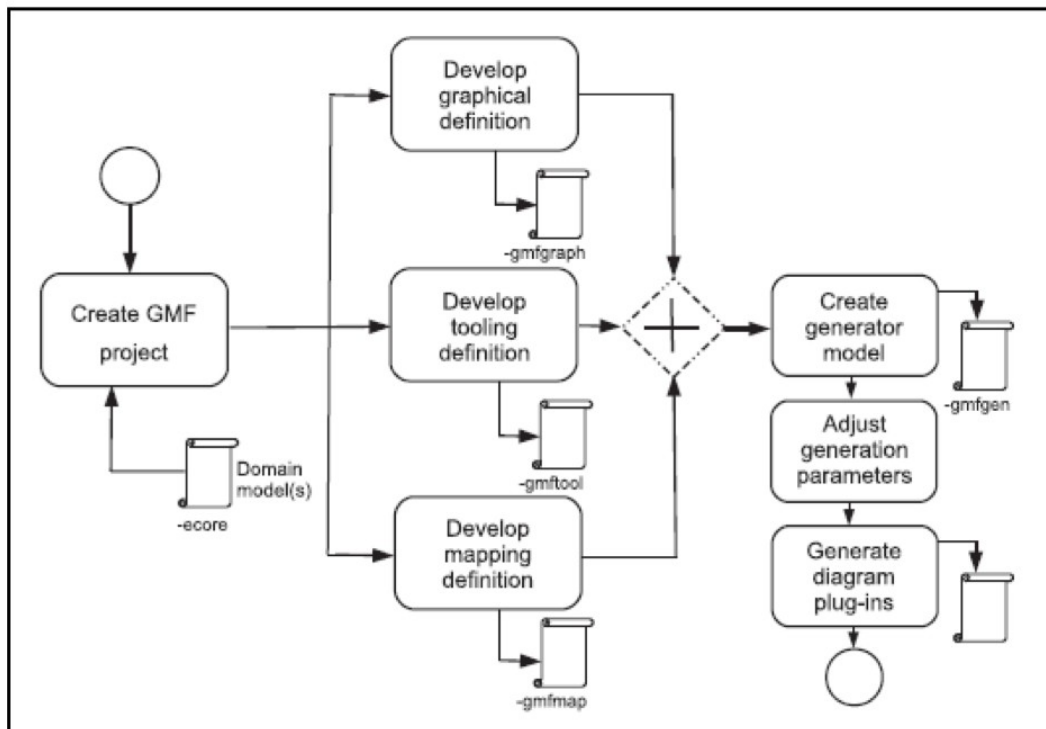 Develop
graphical
definition
-gmfgraph
Create GMF
project
Domain
model(s)
-ecore
Develop
tooling
definition
-gmftool
Develop
mapping
definition
-gmfmap
Create
generator
model
-gmfgen
Adjust
generation
parameters
Generate
diagram
plug-ins